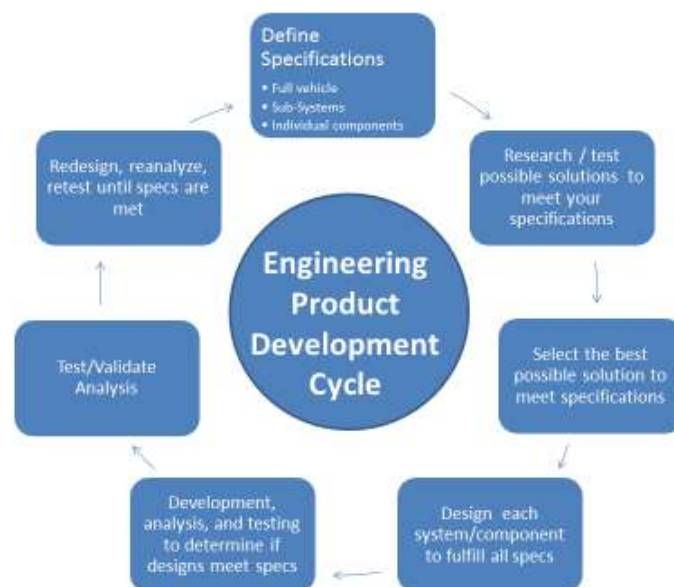 Define
Specifications
• Full vehicle
• Sub-Systems
• Individual components
Research / test
possible solutions to
meet your
specifications
Select the best
possible solution to
meet specifications
Design each
system/component
to fulfill all specs
Development,
analysis, and testing
to determine if
designs meet specs
Test/Validate
Analysis
Redesign, reanalyze,
retest until specs are
met
Engineering
Product
Development
Cycle